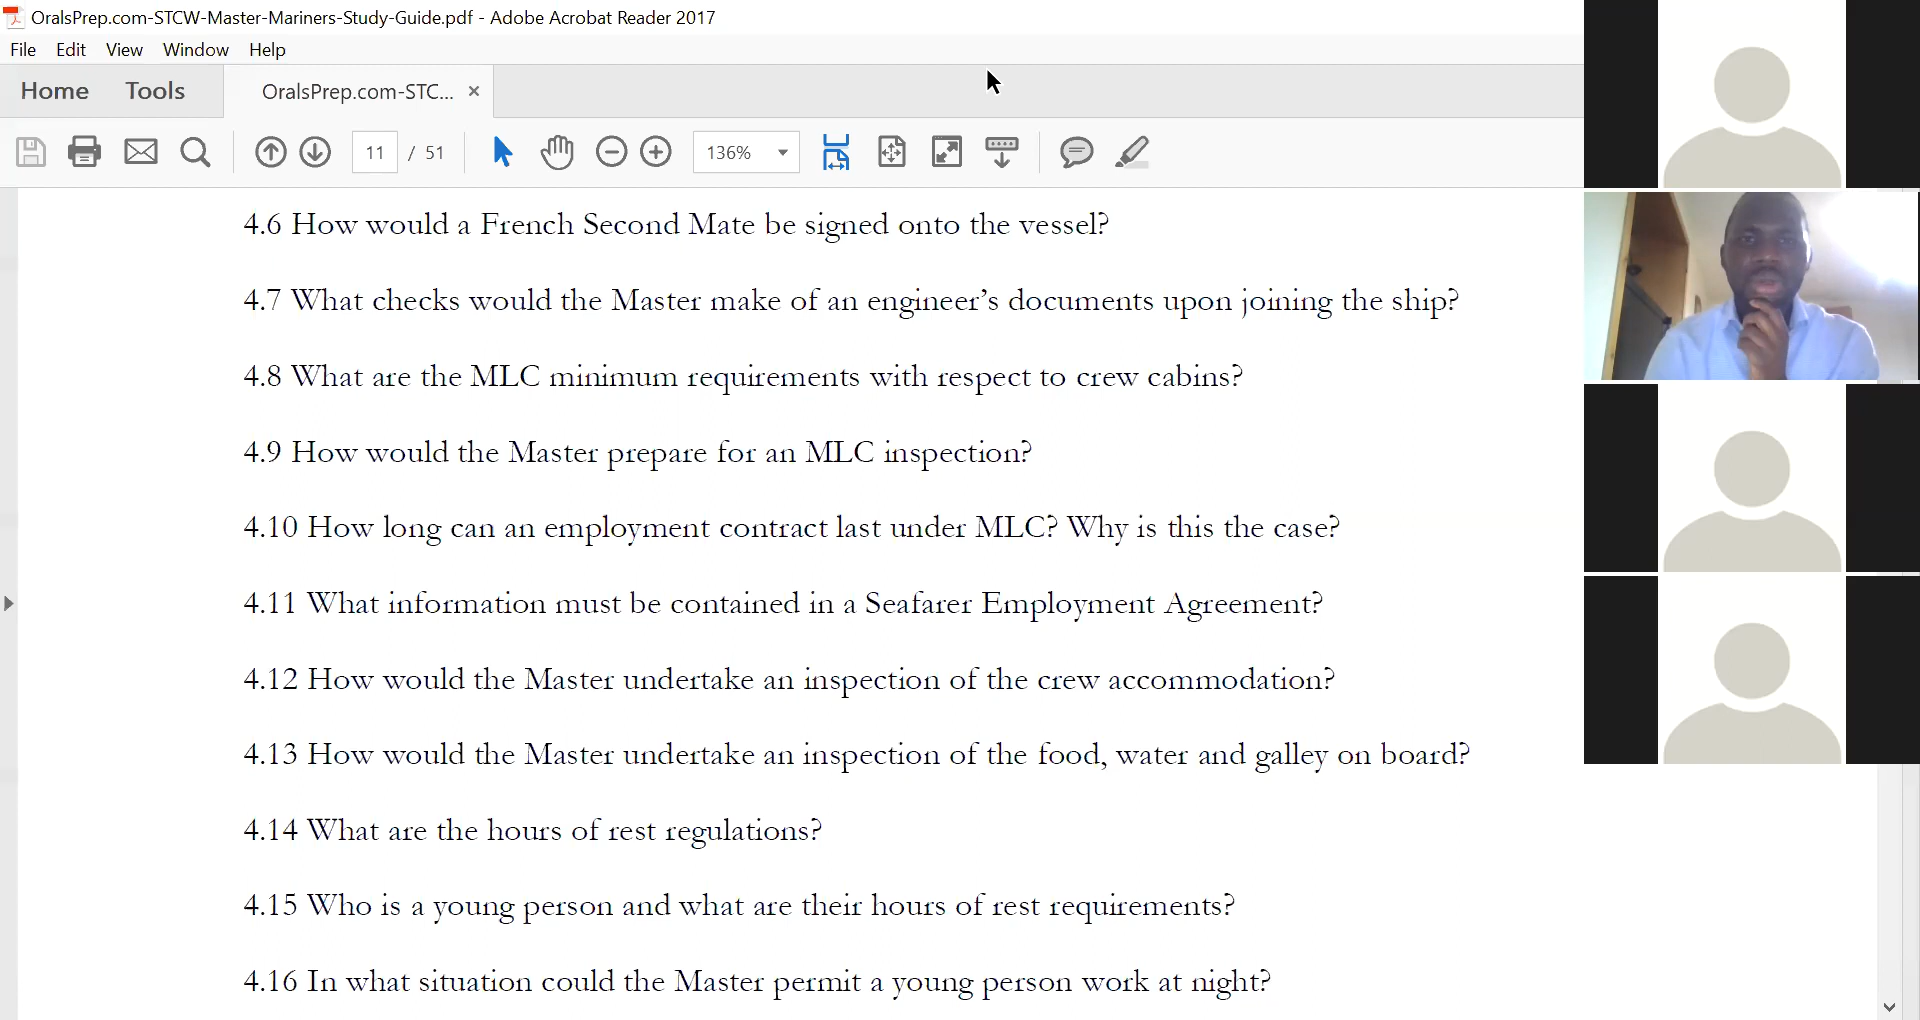 OralsPrep.com-STCW-Master-Mariners-Study-Guide.pdf - Adobe Acrobat Reader 2017
File Edit View Window Help
Home Tools OralsPrep.com-STC... ×
11 / 51 136%
4.6 How would a French Second Mate be signed onto the vessel?
4.7 What checks would the Master make of an engineer’s documents upon joining the ship?
4.8 What are the MLC minimum requirements with respect to crew cabins?
4.9 How would the Master prepare for an MLC inspection?
4.10 How long can an employment contract last under MLC? Why is this the case?
4.11 What information must be contained in a Seafarer Employment Agreement?
4.12 How would the Master undertake an inspection of the crew accommodation?
4.13 How would the Master undertake an inspection of the food, water and galley on board?
4.14 What are the hours of rest regulations?
4.15 Who is a young person and what are their hours of rest requirements?
4.16 In what situation could the Master permit a young person work at night?